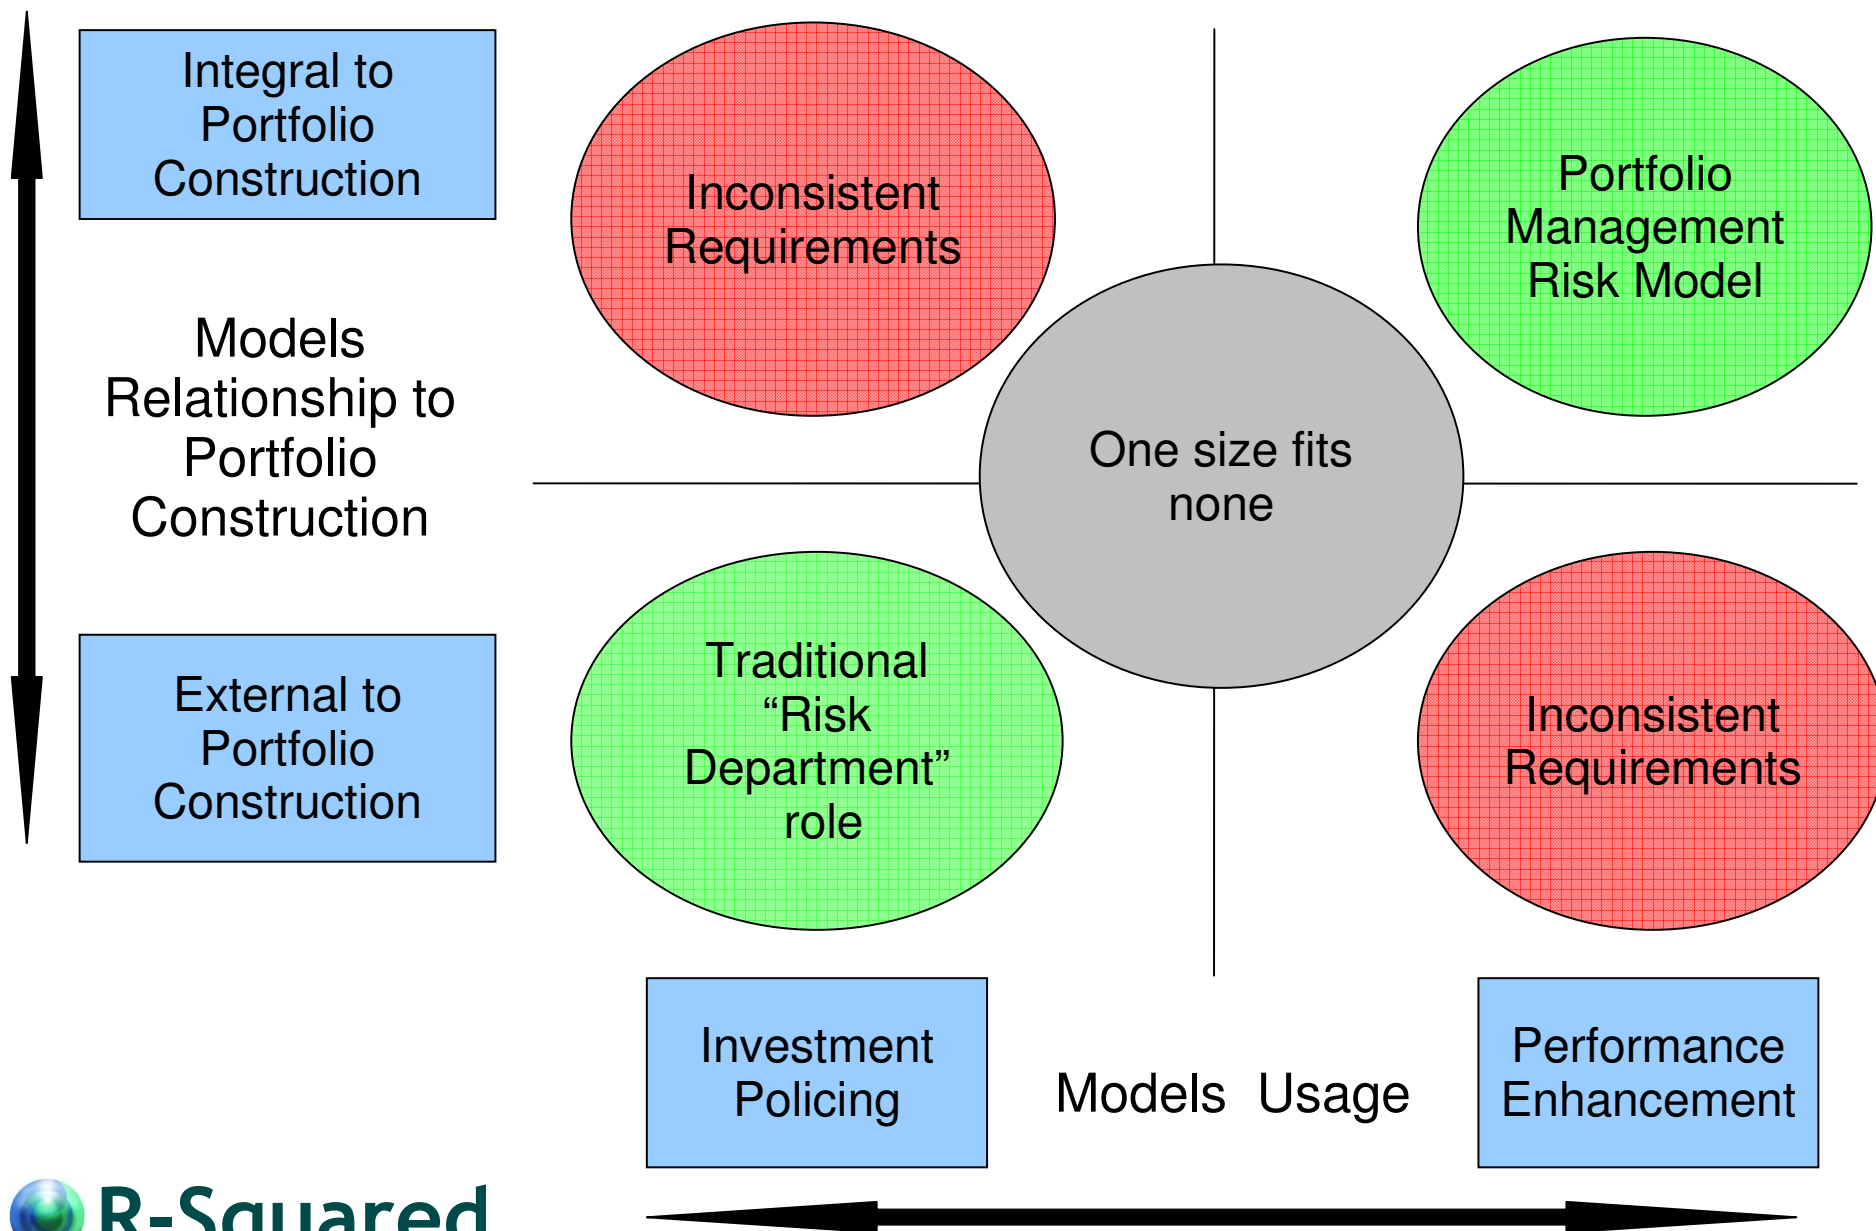 Integral to
Portfolio
Construction
Inconsistent
Requirements
Portfolio
Management
Risk Model
Models
Relationship to
Portfolio
Construction
One size fits
none
External to
Portfolio
Construction
Traditional
“Risk
Department”
role
Inconsistent
Requirements
Investment
Policing
Models Usage
Performance
Enhancement
R-Squared